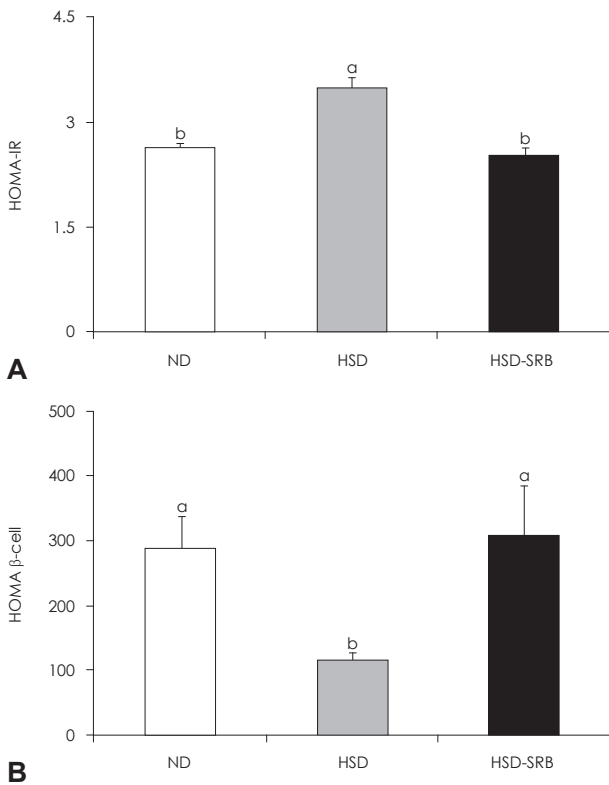 4.5
a
3
b
b
HOMA-IR
1.5
0
ND
HSD
HSD-SRB
A
500
400
a
a
300
HOMA β-cell
200
b
100
0
ND
HSD
HSD-SRB
B